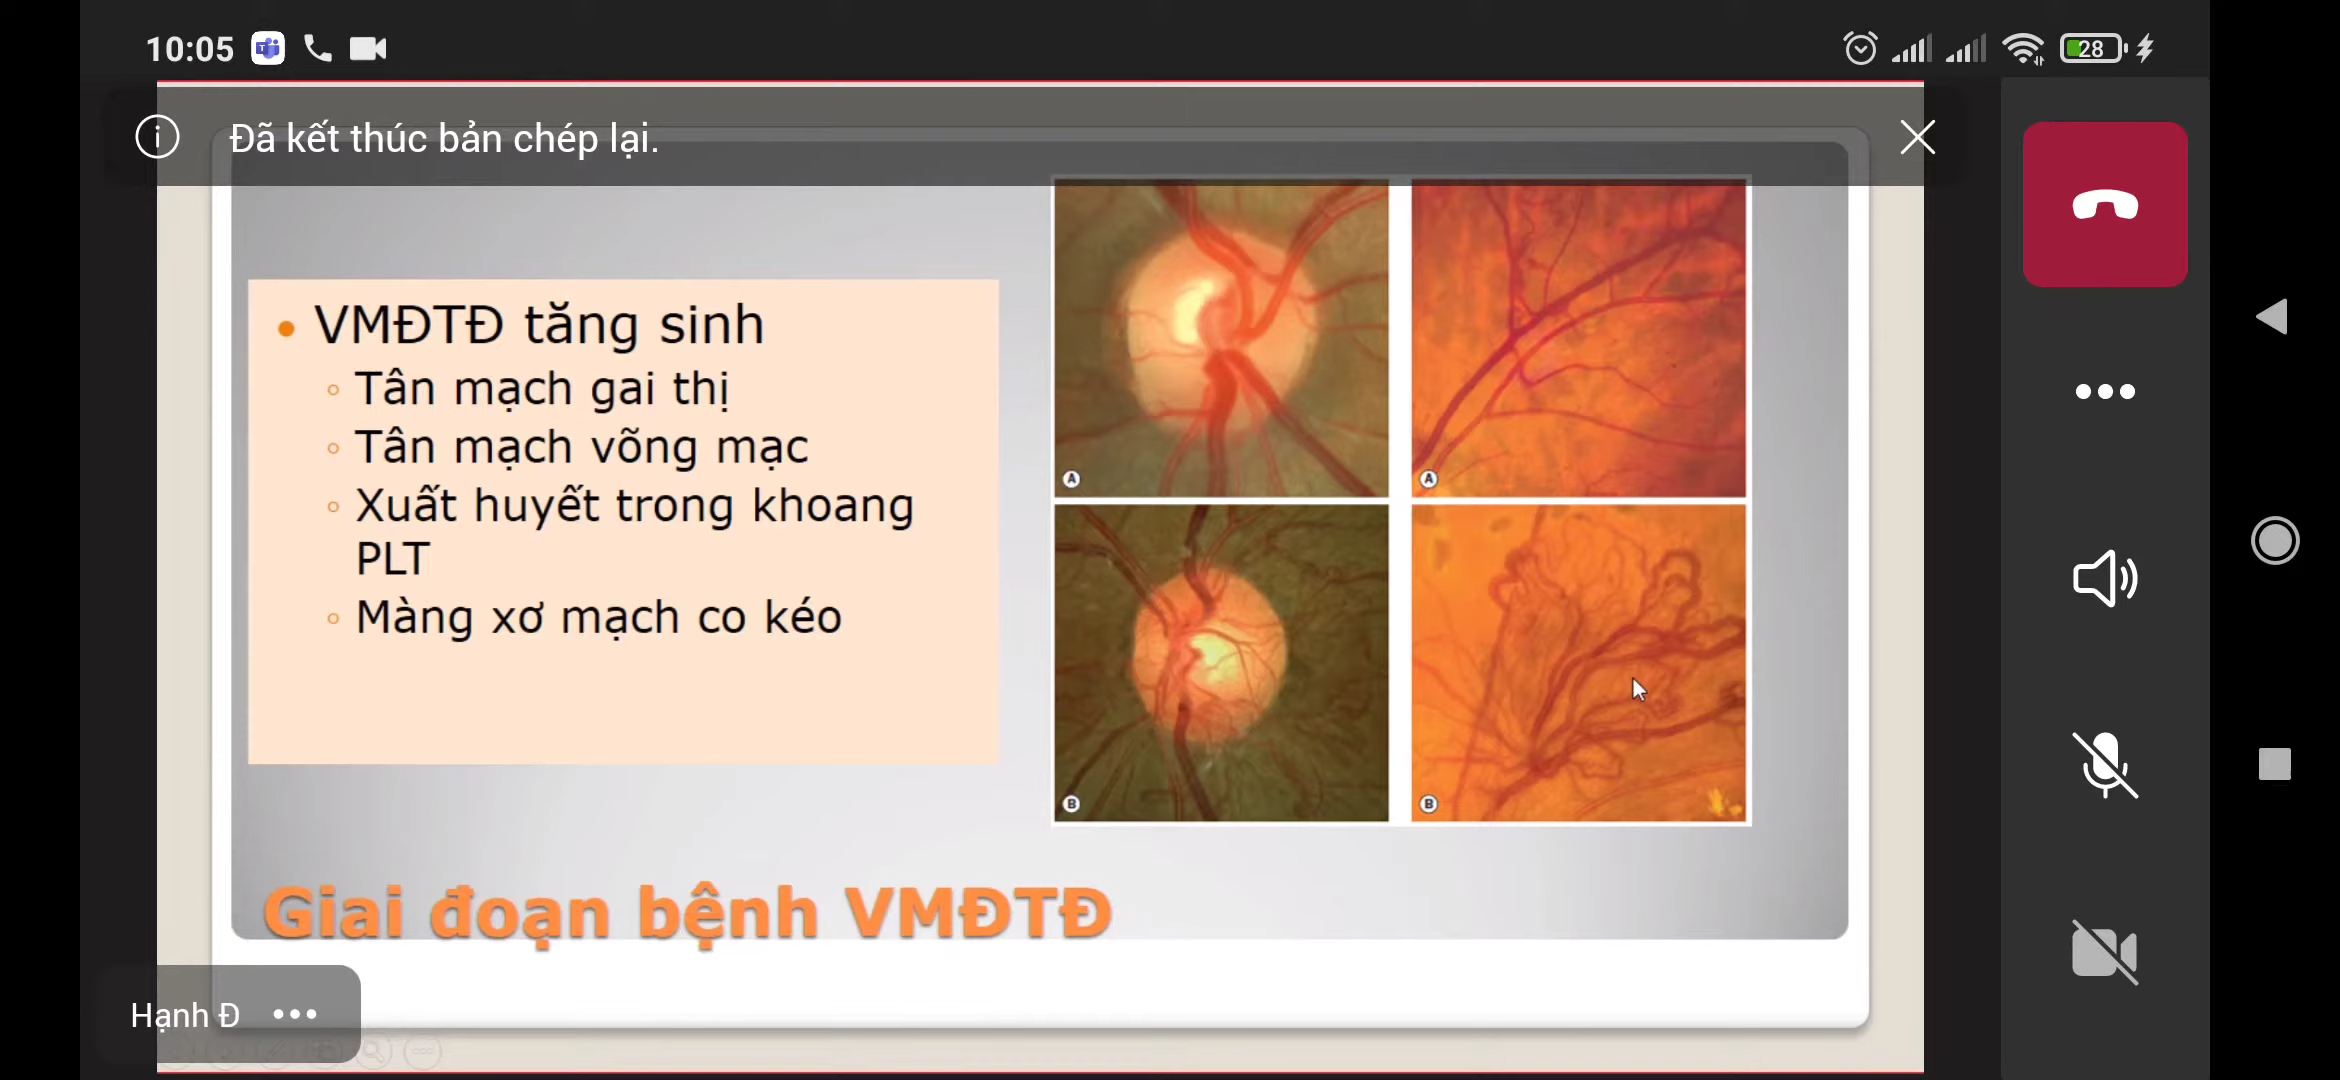 10:05
28
Đã kết thúc bản chép lại.
VMĐTĐ tăng sinh
Tân mạch gai thị
Tân mạch võng mạc
Xuất huyết trong khoang
PLT
Màng xơ mạch co kéo
A
A
B
B
Giai đoạn bệnh VMĐTĐ
Hạnh Đ